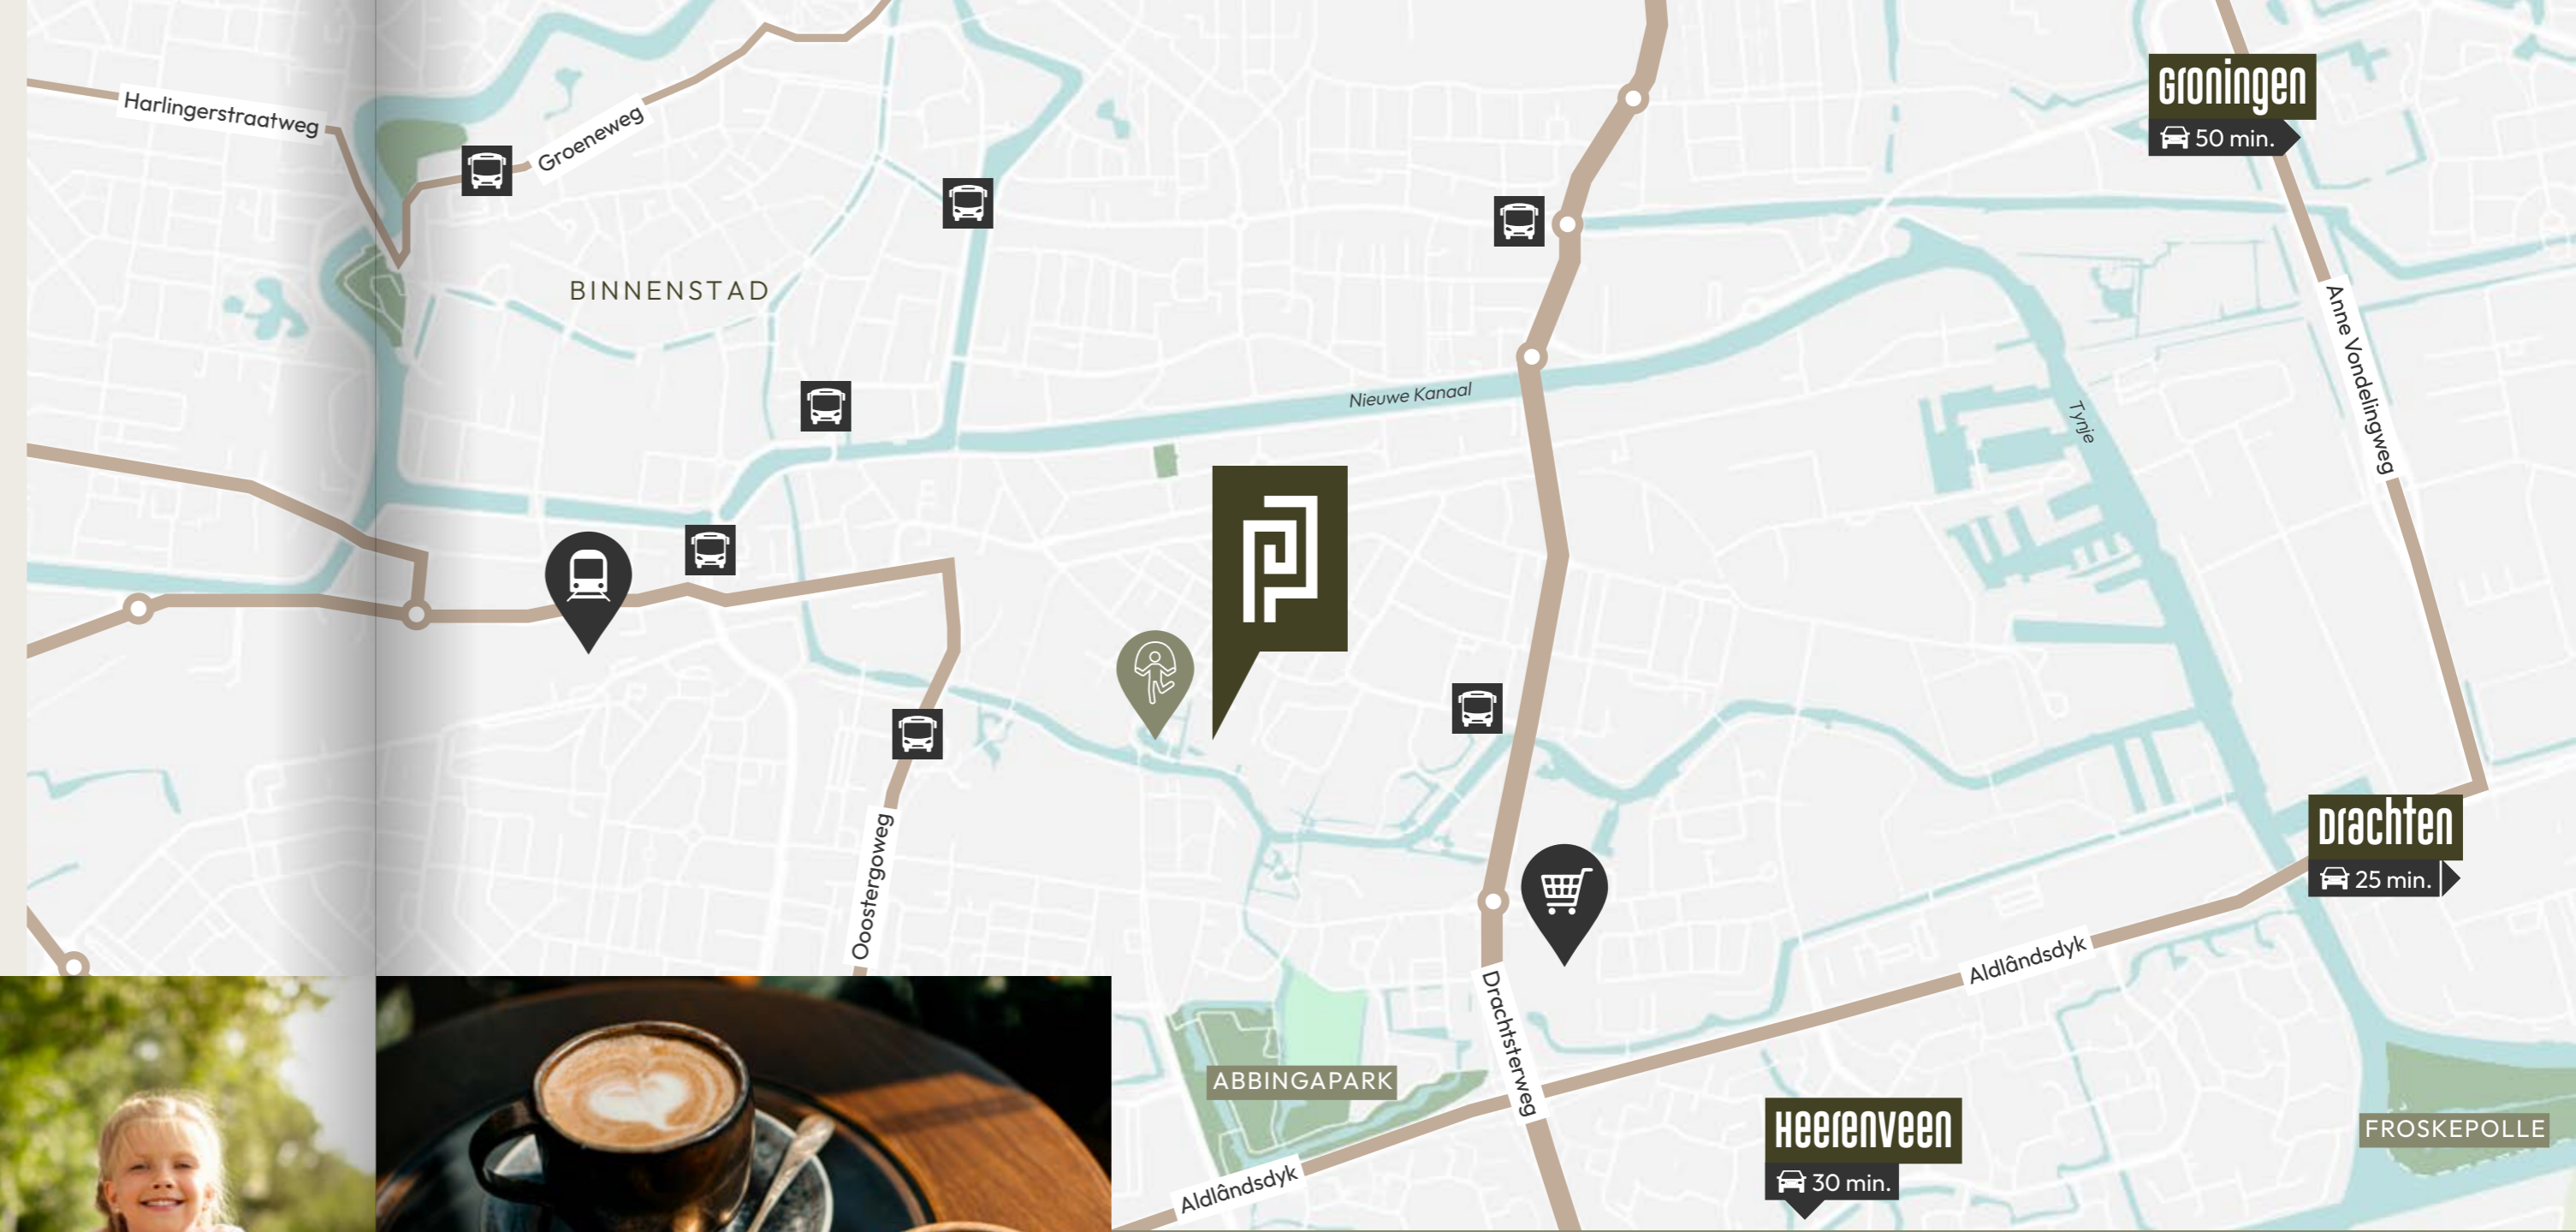 Harlingerstraatweg
Groeneweg
BINNENSTAD
Groningen
50 min.
Anne Vondelingweg
Nieuwe Kanaal
Tynje
Ooostergoweg
Drachten
25 min.
Aldlândsdyk
Drachtsterweg
ABBINGAPARK
Heerenveen
30 min.
FROSKEPOLLE
Aldlândsdyk